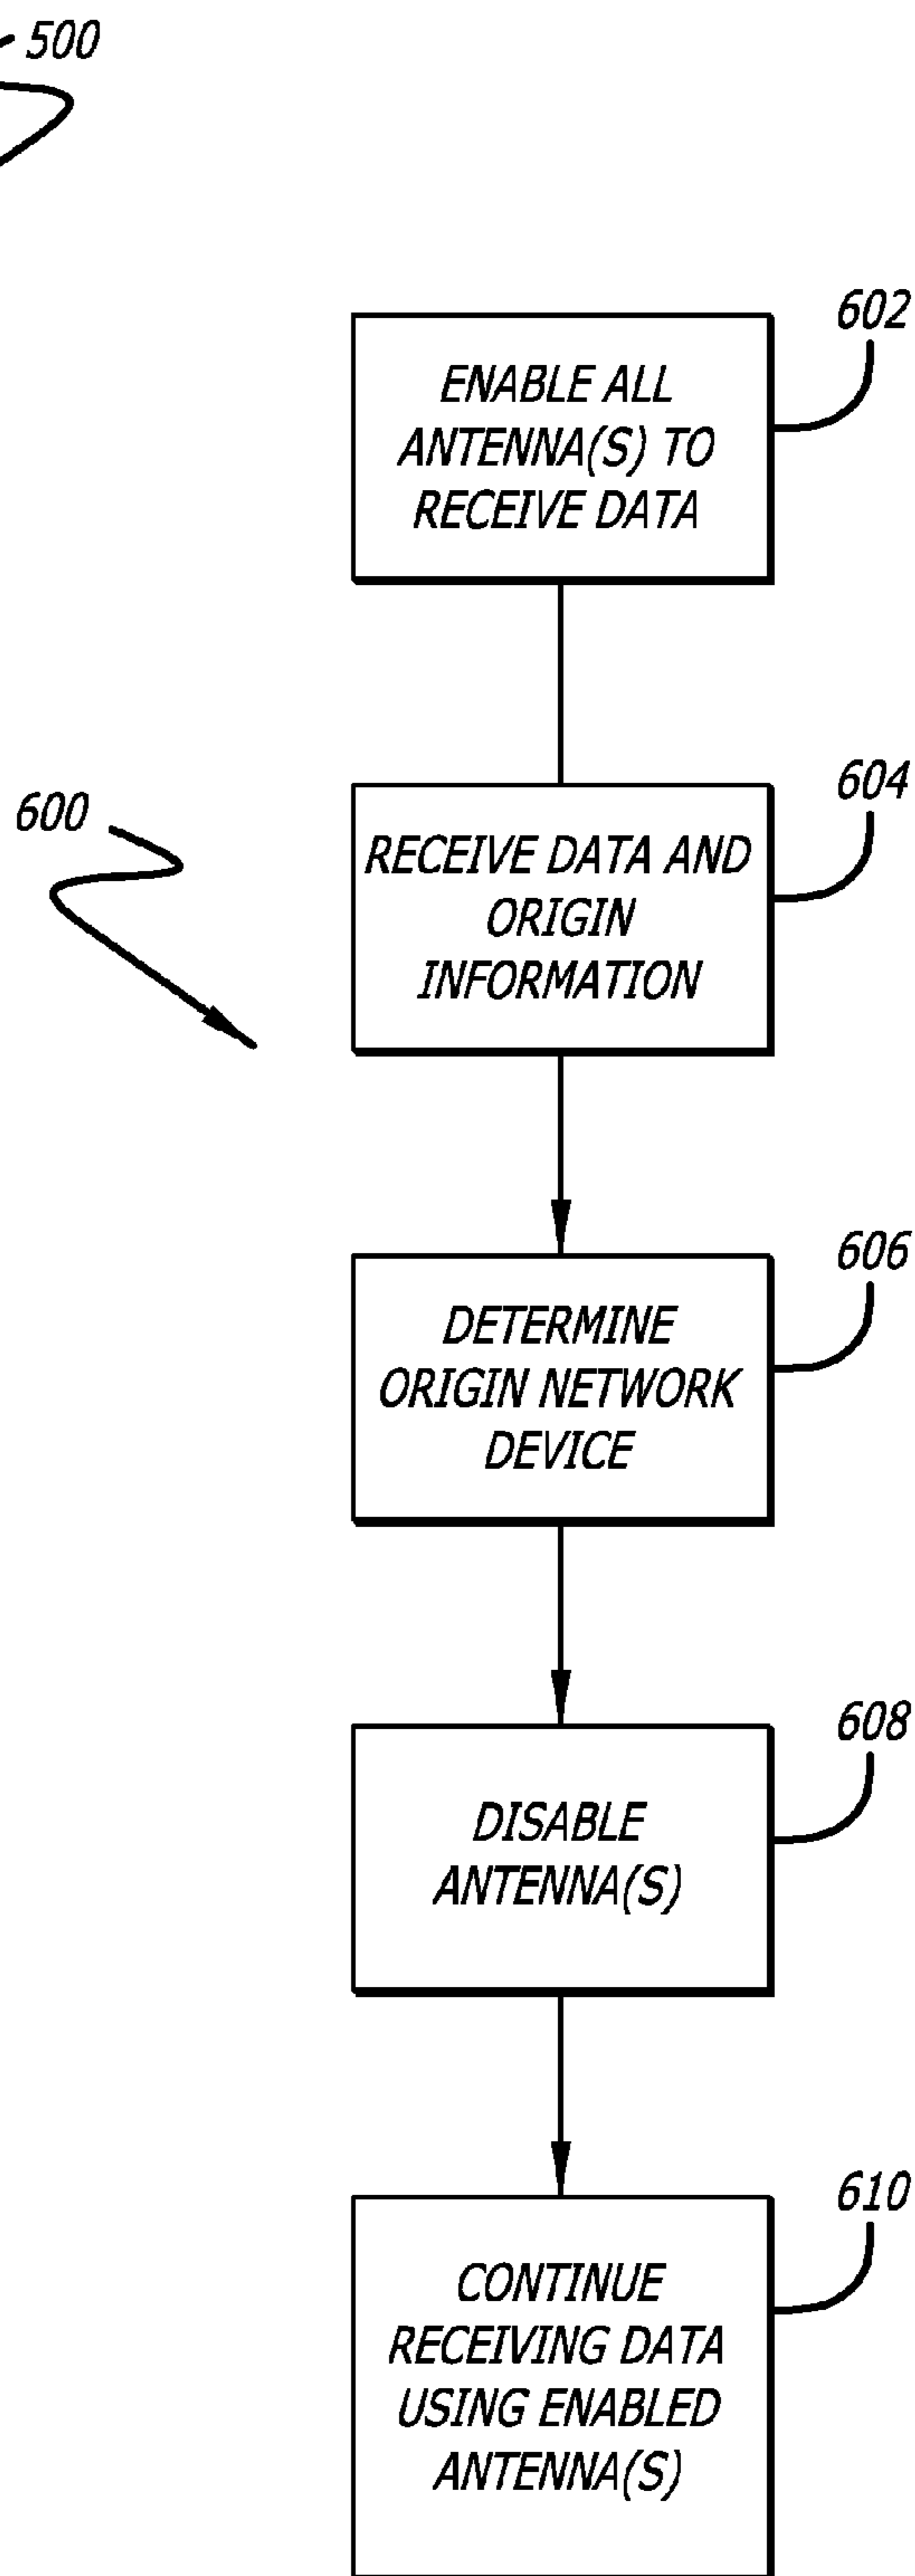 500
602
ENABLE ALL
ANTENNA(S) TO
RECEIVE DATA
604
600
RECEIVE DATA AND
ORIGIN
INFORMATION
606
DETERMINE
ORIGIN NETWORK
DEVICE
608
DISABLE
ANTENNA(S)
610
CONTINUE
RECEIVING DATA
USING ENABLED
ANTENNA(S)